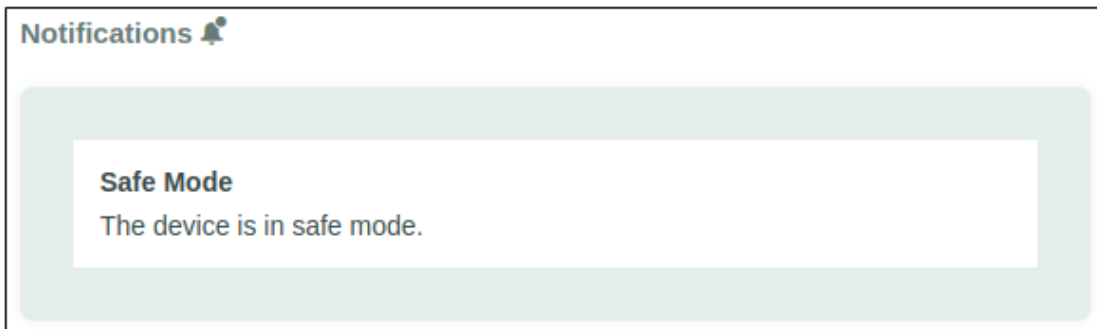 Notifications
Safe Mode
The device is in safe mode.